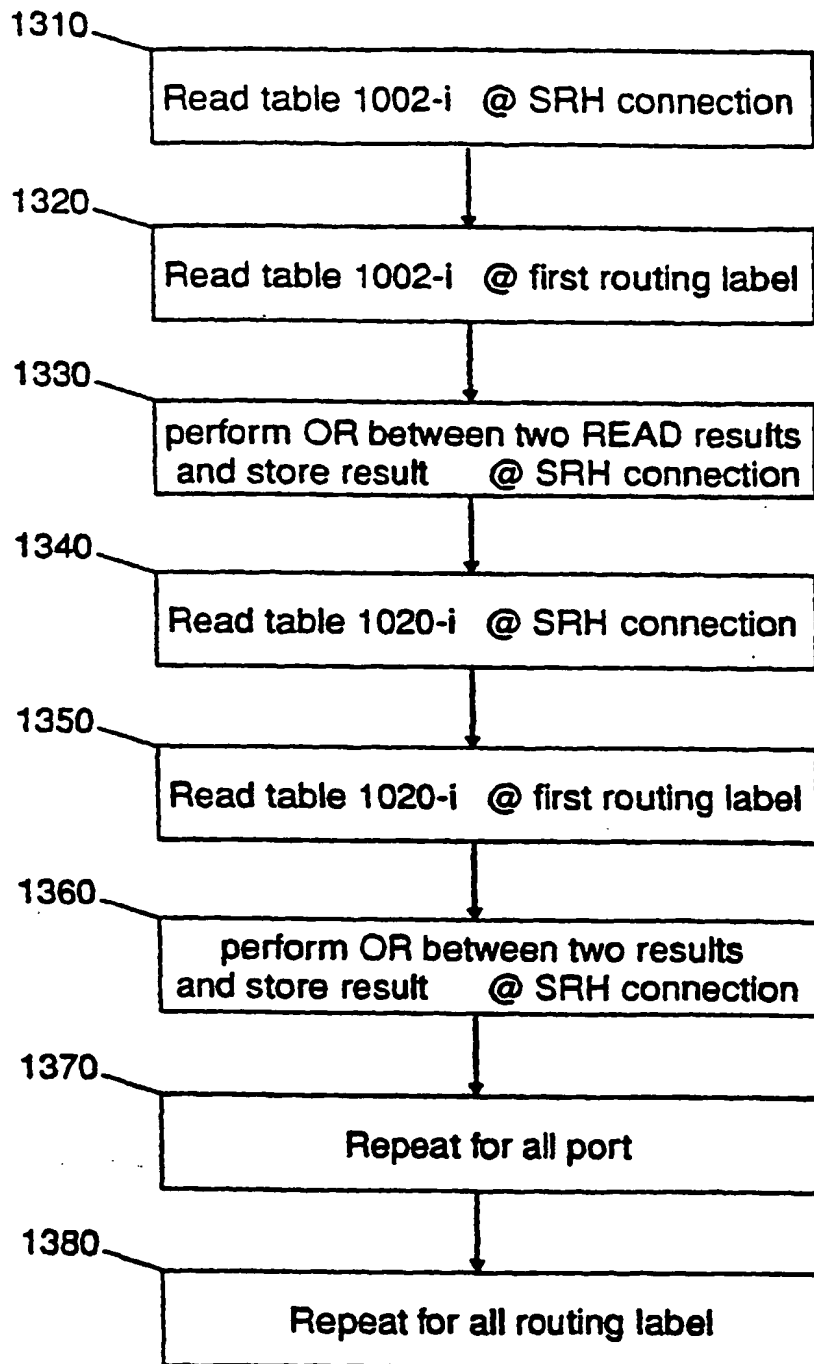 1310
Read table 1002-i @ SRH connection
1320
Read table 1002-i @ first routing label
1330
perform OR between two READ results
and store result @ SRH connection
1340
Read table 1020-i @ SRH connection
1350
Read table 1020-i @ first routing label
1360
perform OR between two results
and store result @ SRH connection
1370
Repeat for all port
1380
Repeat for all routing label